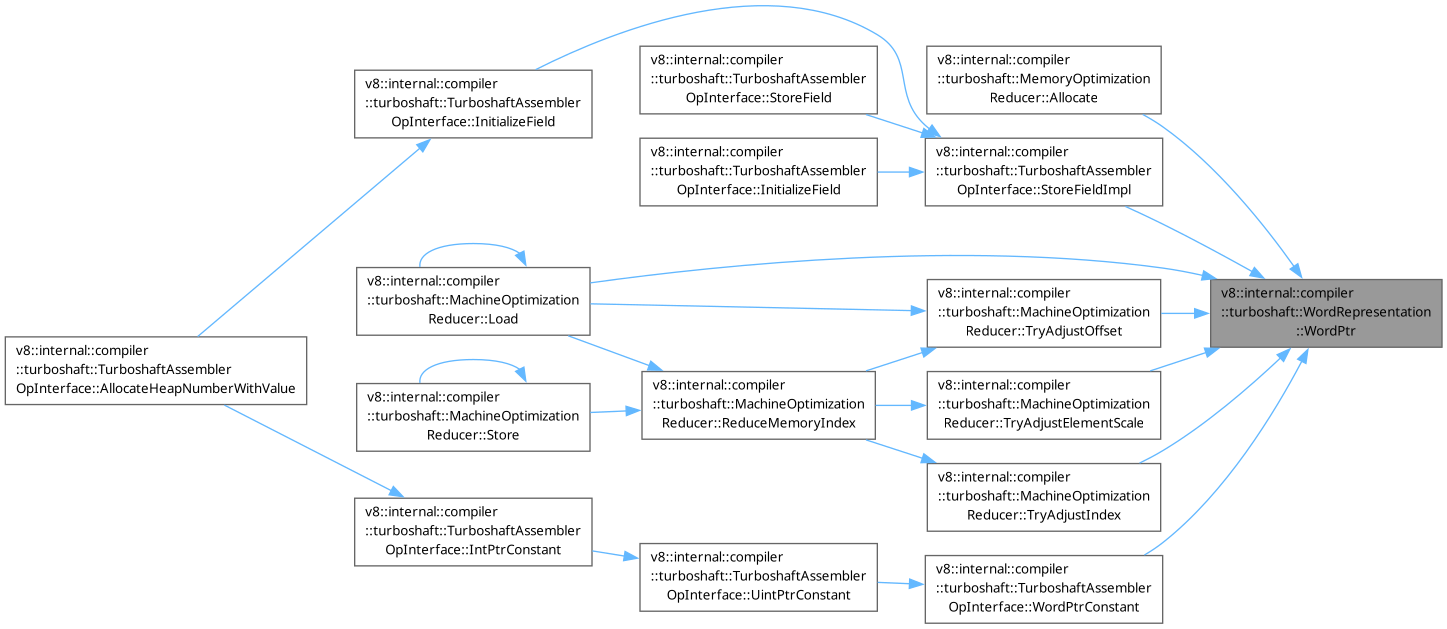 v8::internal::compiler
::turboshaft::TurboshaftAssembler
OpInterface::StoreField
v8::internal::compiler
::turboshaft::MemoryOptimization
Reducer::Allocate
v8::internal::compiler
::turboshaft::TurboshaftAssembler
OpInterface::InitializeField
v8::internal::compiler
::turboshaft::TurboshaftAssembler
OpInterface::InitializeField
v8::internal::compiler
::turboshaft::TurboshaftAssembler
OpInterface::StoreFieldImpl
v8::internal::compiler
::turboshaft::MachineOptimization
Reducer::Load
v8::internal::compiler
::turboshaft::MachineOptimization
Reducer::TryAdjustOffset
v8::internal::compiler
::turboshaft::WordRepresentation
::WordPtr
v8::internal::compiler
::turboshaft::TurboshaftAssembler
OpInterface::AllocateHeapNumberWithValue
v8::internal::compiler
::turboshaft::MachineOptimization
Reducer::Store
v8::internal::compiler
::turboshaft::MachineOptimization
Reducer::ReduceMemoryIndex
v8::internal::compiler
::turboshaft::MachineOptimization
Reducer::TryAdjustElementScale
v8::internal::compiler
::turboshaft::MachineOptimization
Reducer::TryAdjustIndex
v8::internal::compiler
::turboshaft::TurboshaftAssembler
OpInterface::IntPtrConstant
v8::internal::compiler
::turboshaft::TurboshaftAssembler
OpInterface::UintPtrConstant
v8::internal::compiler
::turboshaft::TurboshaftAssembler
OpInterface::WordPtrConstant